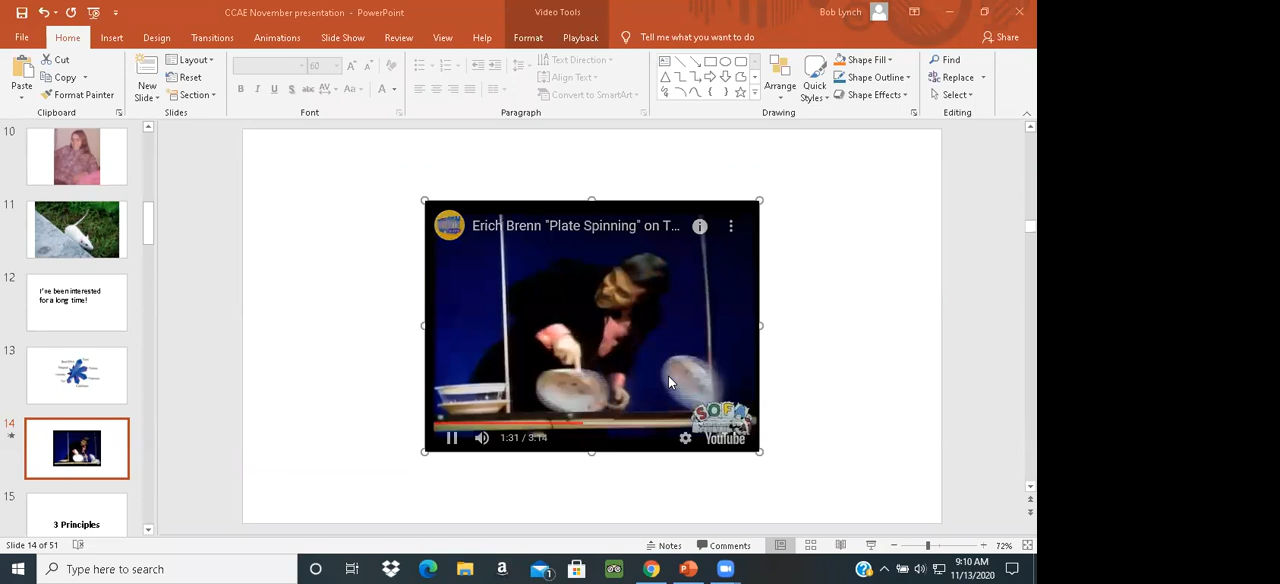 CCAE November presentation - PowerPoint
Video Tools
Bob Lynch
File
Home
Insert
Design
Transitions
Animations
Slide Show
Review
View
Help
Format
Playback
Tell me what you want to do
Share
Paste
Cut
Copy
Format Painter
Clipboard
New
Slide
Layout
Reset
Section
Slides
60
B I U S abc AV Aa A
Font
Text Direction
Align Text
Convert to SmartArt
Paragraph
Arrange
Quick
Styles
Shape Fill
Shape Outline
Shape Effects
Drawing
Find
Replace
Select
Editing
10
11
12
I've been interested
for a long time!
13
14
15
3 Principles
Erich Brenn "Plate Spinning" on T...
SOFA
1:31 / 3:14
YouTube
Slide 14 of 51
Notes
Comments
72%
Type here to search
9:10 AM
11/13/2020